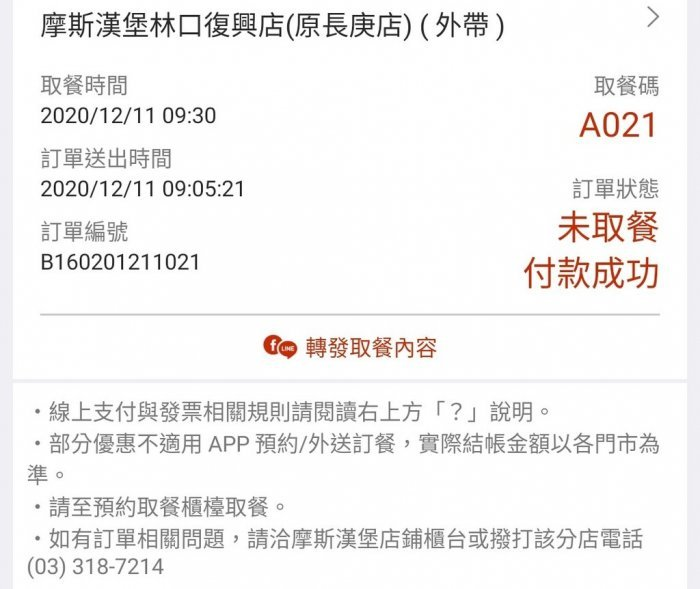 摩斯漢堡林口復興店(原長庚店) ( 外帶 )
取餐時間
2020/12/11 09:30
取餐碼
A021
訂單送出時間
2020/12/11 09:05:21
訂單狀態
未取餐
付款成功
訂單編號
B160201211021
f LINE 轉發取餐內容
・線上支付與發票相關規則請閱讀右上方「？」說明。
・部分優惠不適用 APP 預約/外送訂餐，實際結帳金額以各門市為
準。
・請至預約取餐櫃檯取餐。
・如有訂單相關問題，請洽摩斯漢堡店鋪櫃台或撥打該分店電話
(03) 318-7214